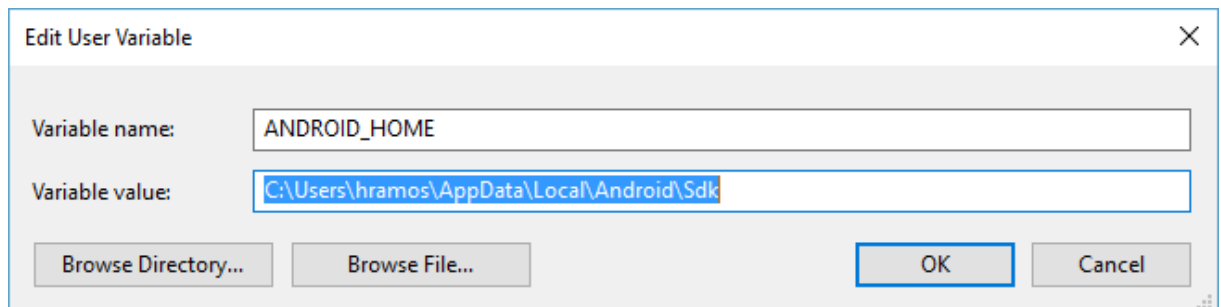 Edit User Variable
Variable name: ANDROID_HOME
Variable value: C:\Users\hramos\AppData\Local\Android\Sdk
Browse Directory... Browse File... OK Cancel